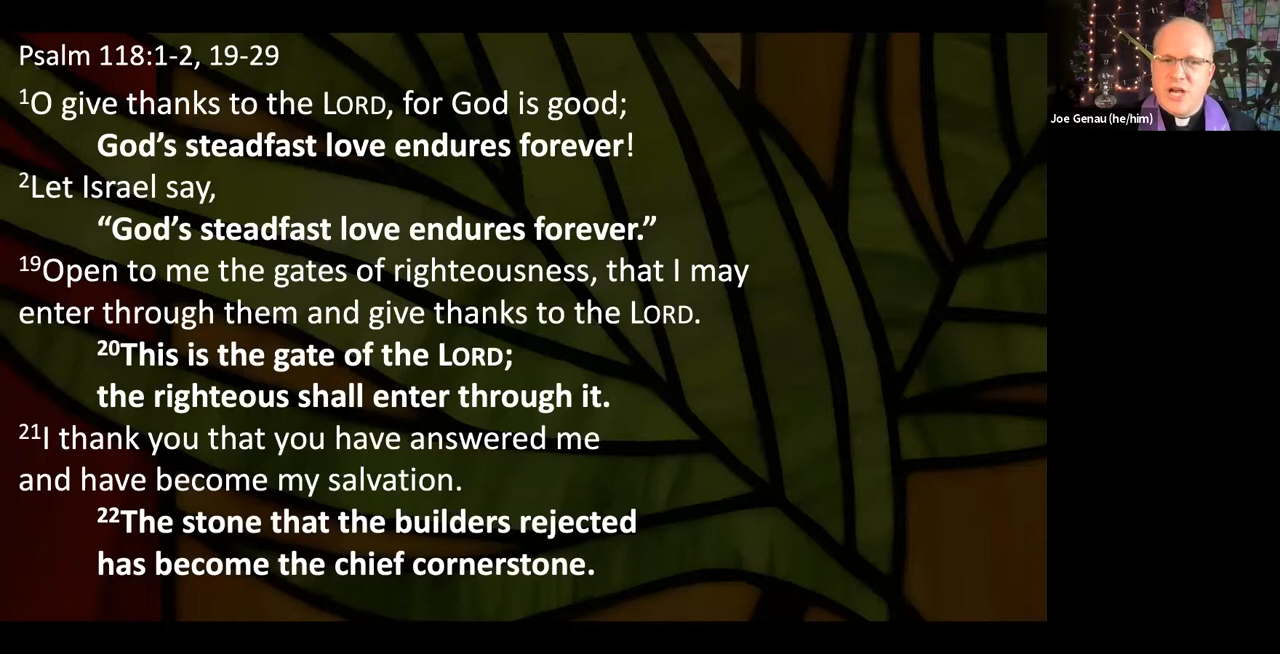 Psalm 118:1-2, 19-29
¹O give thanks to the LORD, for God is good;
God’s steadfast love endures forever!
²Let Israel say,
“God’s steadfast love endures forever.”
¹⁹Open to me the gates of righteousness, that I may
enter through them and give thanks to the LORD.
²⁰This is the gate of the LORD;
the righteous shall enter through it.
²¹I thank you that you have answered me
and have become my salvation.
²²The stone that the builders rejected
has become the chief cornerstone.
Joe Genau (he/him)